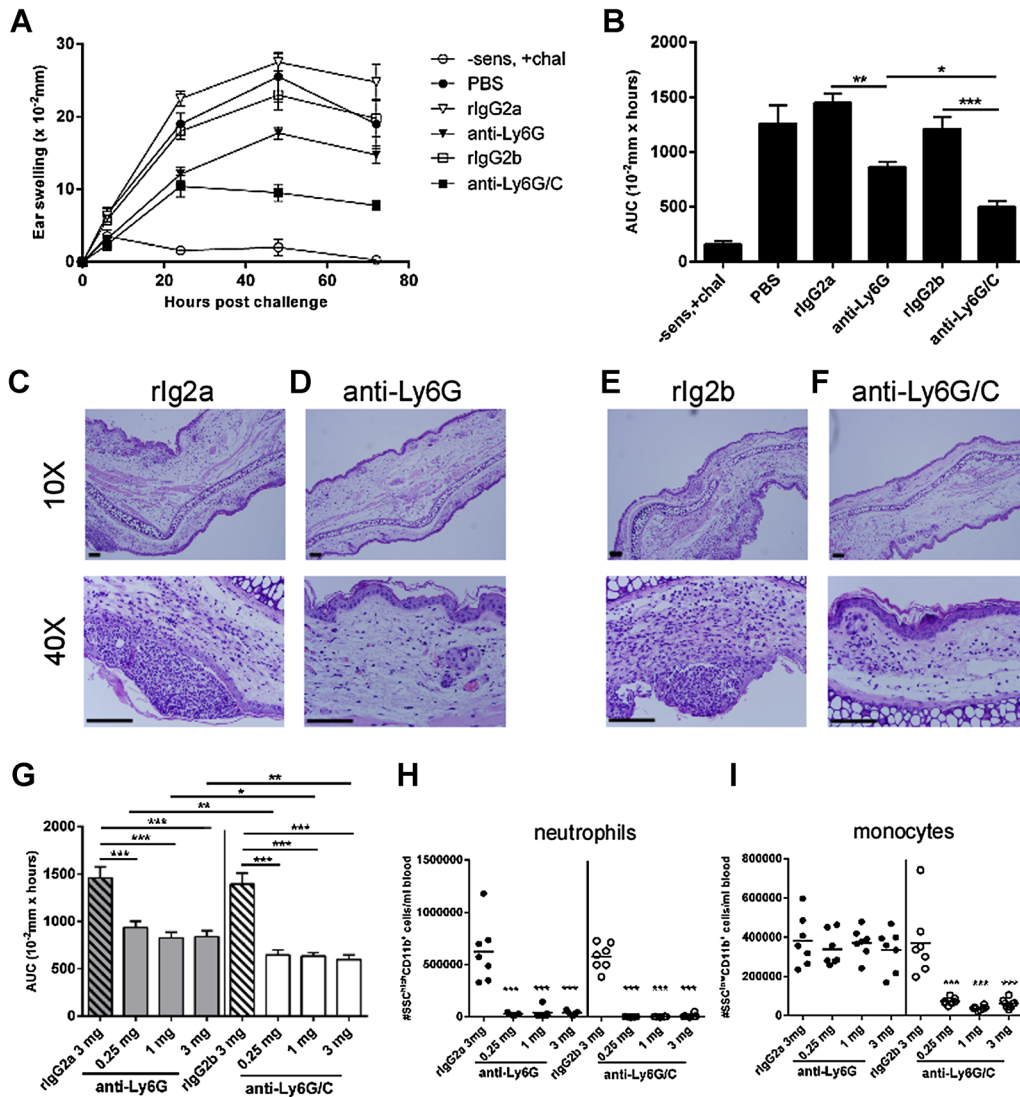 A
Ear swelling (x 10⁻²mm)
30
20
10
0
0 20 40 60 80
Hours post challenge
-sens, +chal
PBS
rIgG2a
anti-Ly6G
rIgG2b
anti-Ly6G/C
B
AUC (10⁻²mm x hours)
2000
1500
1000
500
0
** * ***
-sens,+chal
PBS
rIgG2a
anti-Ly6G
rIgG2b
anti-Ly6G/C
C D E F
rIg2a anti-Ly6G rIg2b anti-Ly6G/C
10X
40X
G
AUC (10⁻²mm x hours)
2000
1500
1000
500
0
**
*
**
*** ***
*** ***
*** ***
rIgG2a 3 mg
0.25 mg
1 mg
3 mg
rIgG2b 3 mg
0.25 mg
1 mg
3 mg
anti-Ly6G
anti-Ly6G/C
H
neutrophils
#SSCʰⁱᵍʰCD11b⁺ cells/ml blood
1500000
1000000
500000
0
*** *** *** *** *** ***
rIgG2a 3 mg
0.25 mg
1 mg
3 mg
rIgG2b 3 mg
0.25 mg
1 mg
3 mg
anti-Ly6G
anti-Ly6G/C
I
monocytes
#SSCˡᵒʷCD11b⁺ cells/ml blood
800000
600000
400000
200000
0
*** *** ***
rIgG2a 3mg
0.25 mg
1 mg
3 mg
rIgG2b 3 mg
0.25 mg
1 mg
3 mg
anti-Ly6G
anti-Ly6G/C